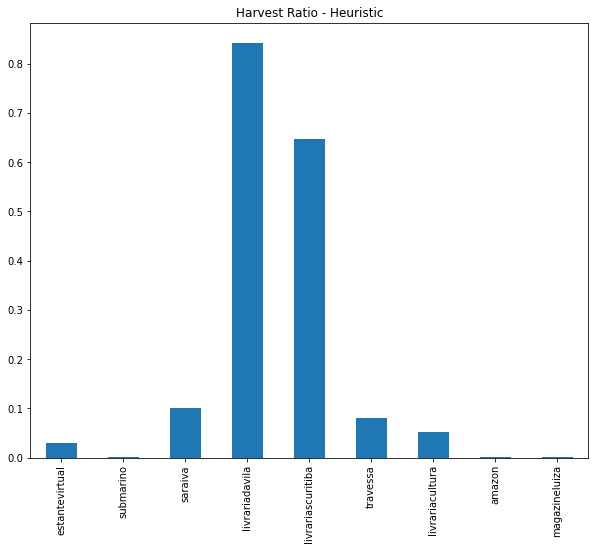 Harvest Ratio - Heuristic
0.8
0.7
0.6
0.5
0.4
0.3
0.2
0.1
0.0
estantevirtual
submarino
saraiva
livrariadavila
livrariascuritiba
travessa
livrariacultura
amazon
magazineluiza